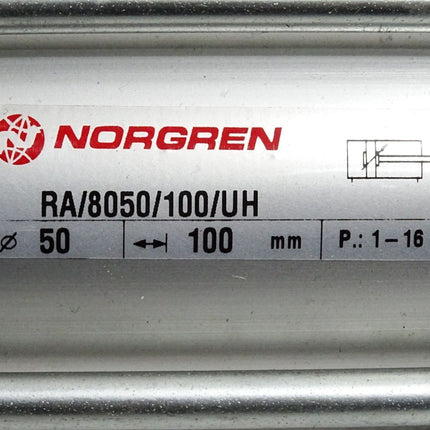 NORGREN
RA/8050/100/UH
⌀ 50 100 mm P.: 1-16